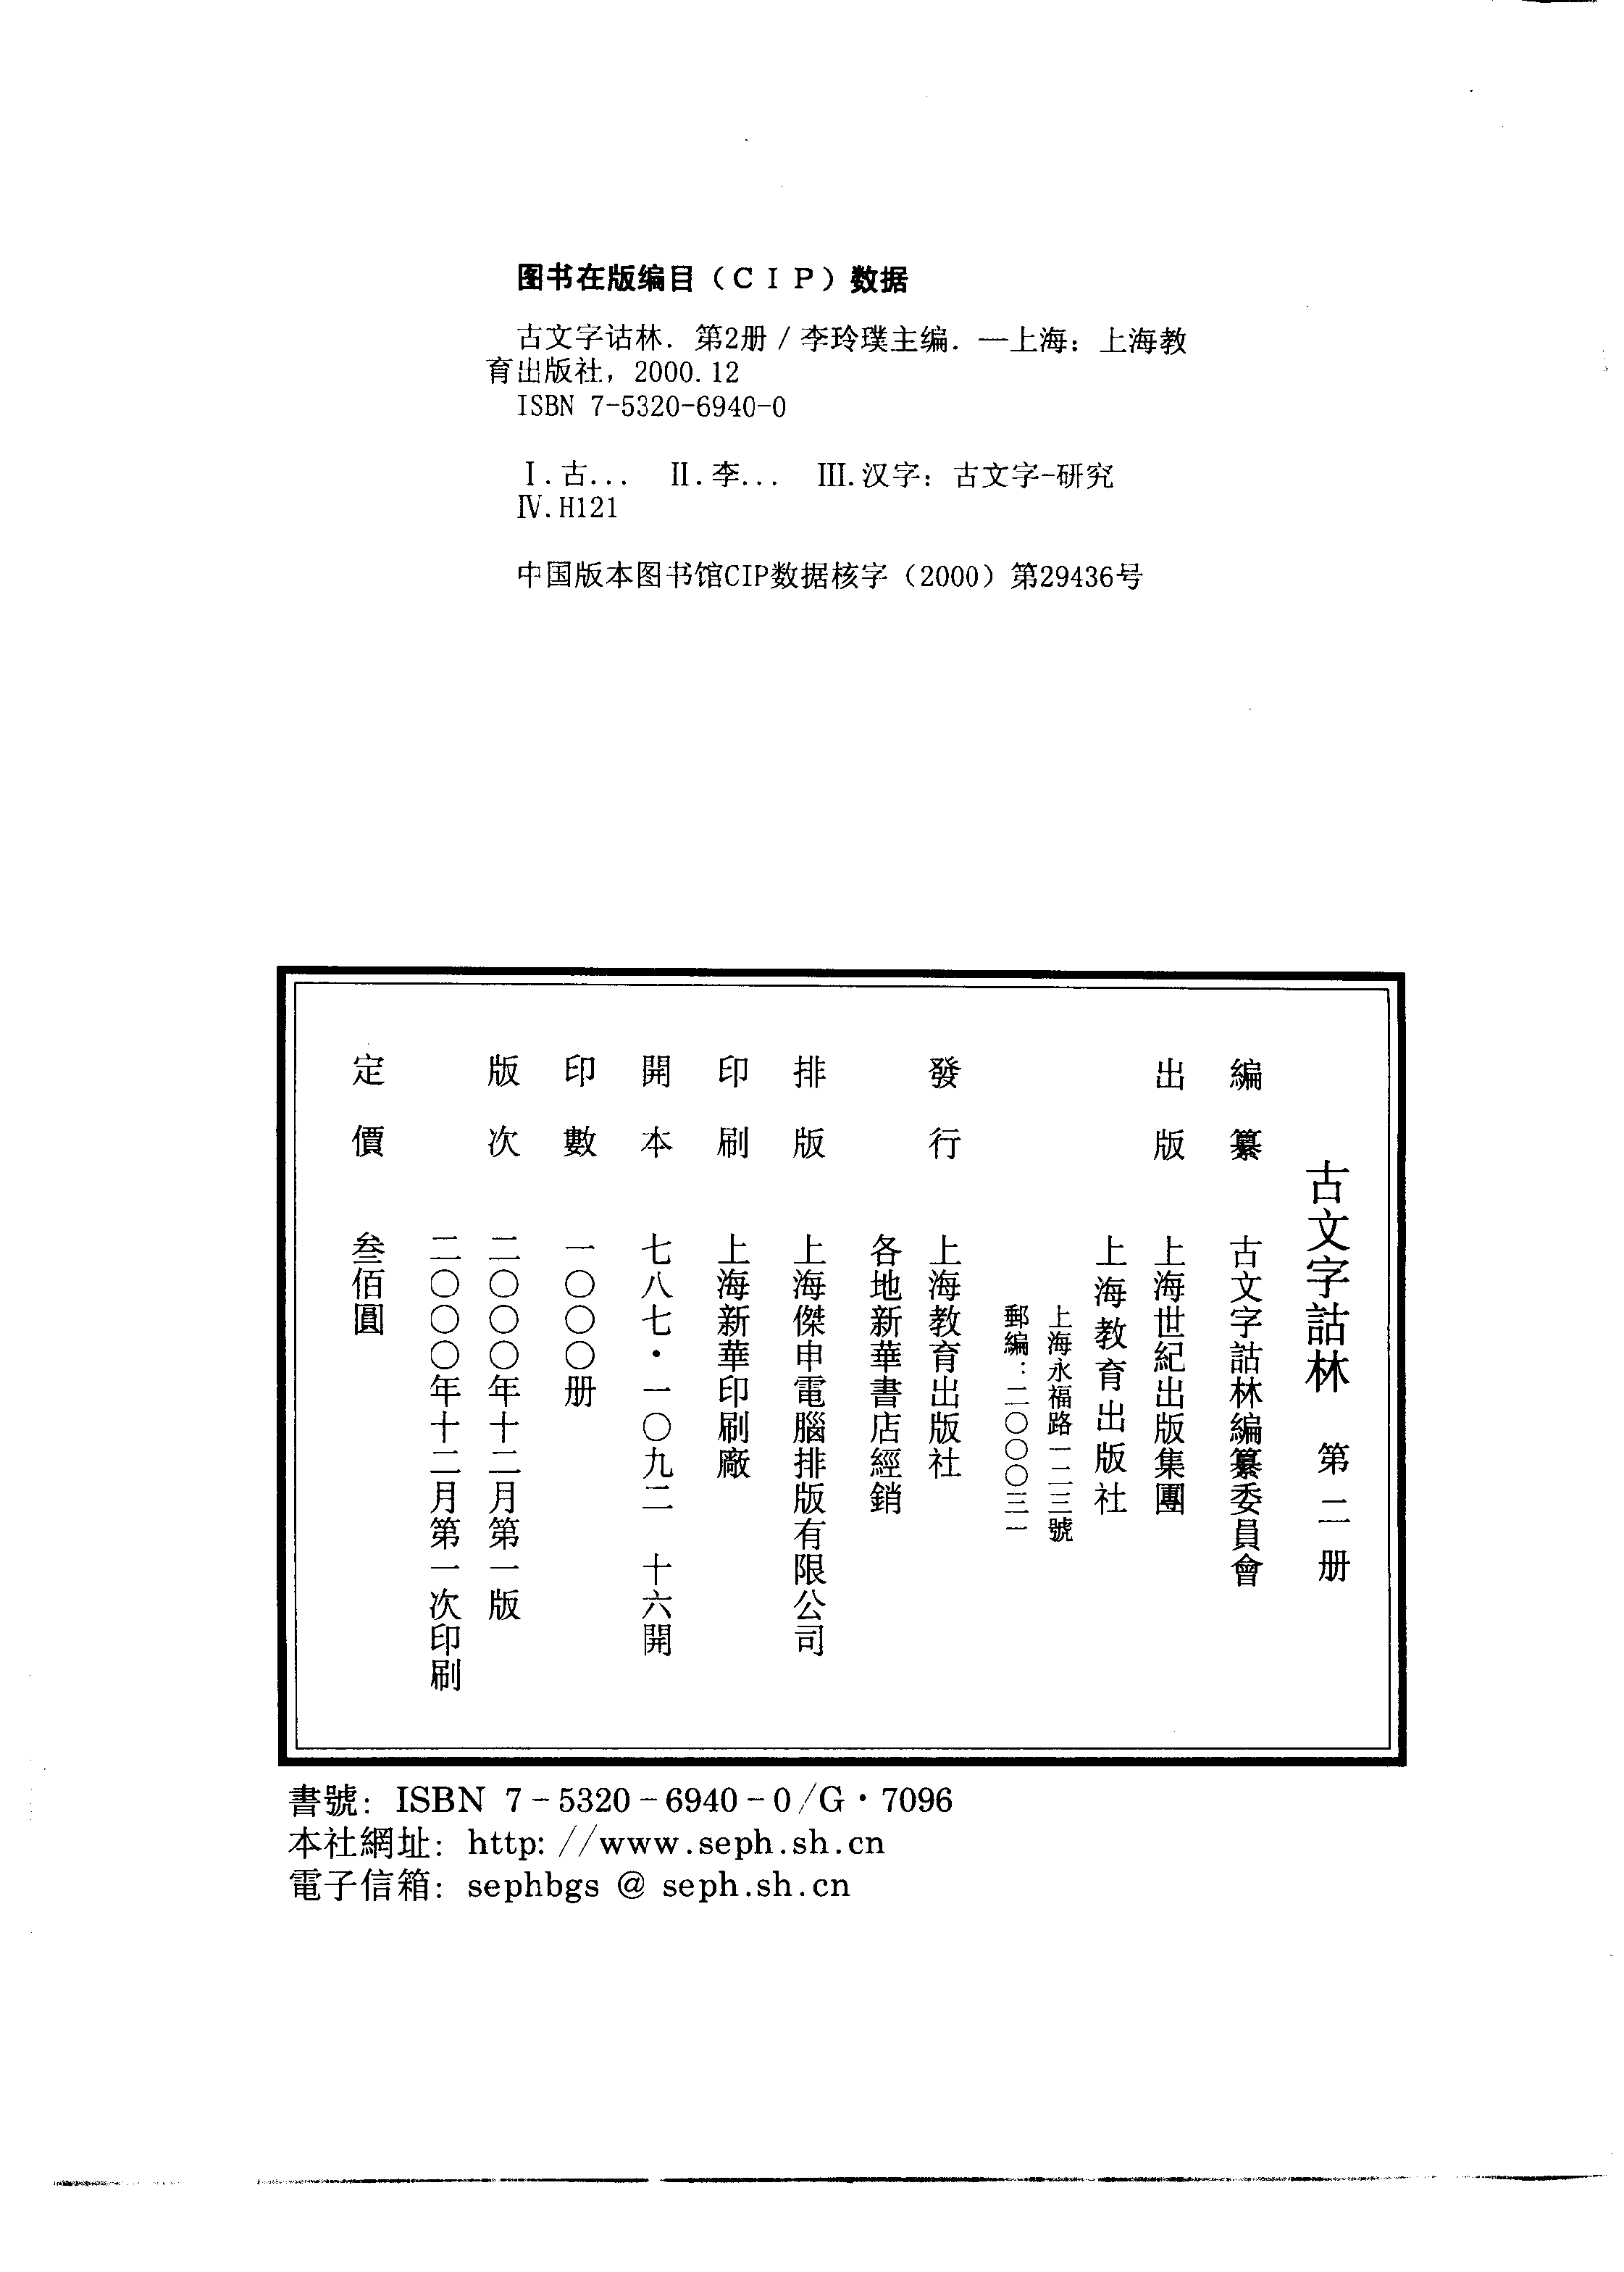 图书在版编目（CIP）数据
古文字诂林．第2册 / 李玲璞主编．—上海：上海教
育出版社，2000.12
ISBN 7-5320-6940-0
Ⅰ.古... Ⅱ.李... Ⅲ.汉字：古文字-研究
Ⅳ.H121
中国版本图书馆CIP数据核字（2000）第29436号
古文字詁林 第二册
編纂 古文字詁林編纂委員會
出版 上海世紀出版集團
上海教育出版社
上海永福路一二三號
郵編：二〇〇〇三一
發行 上海教育出版社
各地新華書店經銷
排版 上海傑申電腦排版有限公司
印刷 上海新華印刷廠
開本 七八七·一〇九二 十六開
印數 一〇〇〇册
版次 二〇〇〇年十二月第一版
二〇〇〇年十二月第一次印刷
定價 叁佰圓
書號：ISBN 7-5320-6940-0/G·7096
本社網址：http://www.seph.sh.cn
電子信箱：sephbgs @ seph.sh.cn